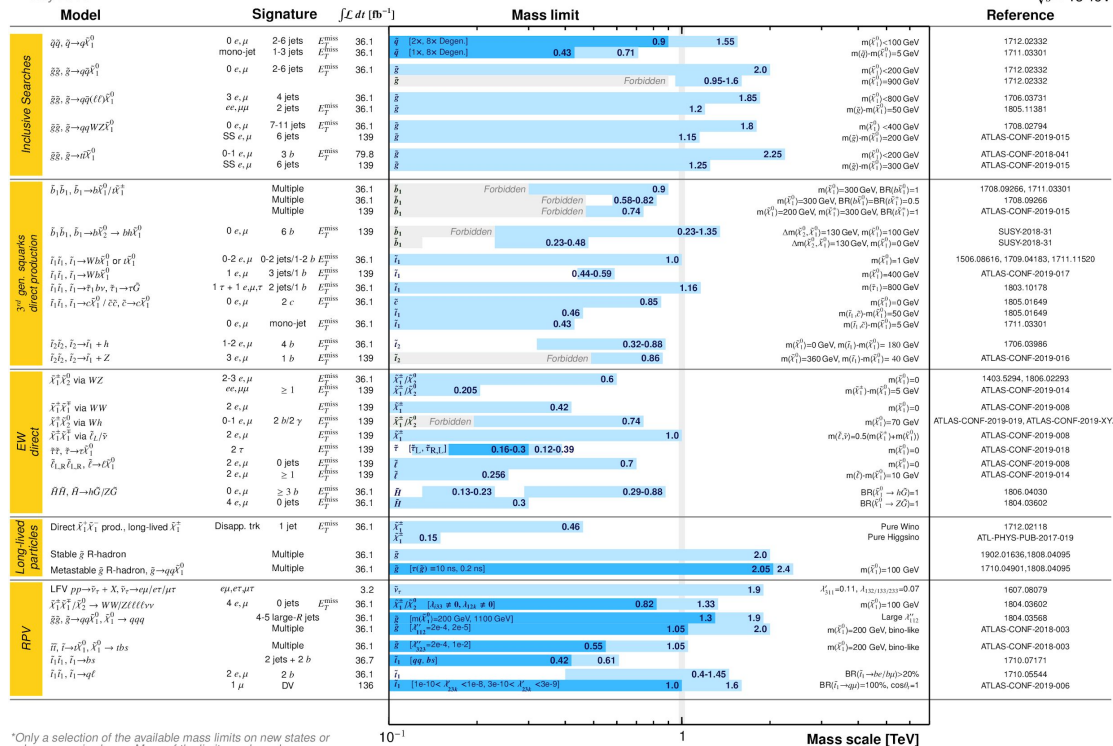 Model Signature ∫ℒ dt [fb⁻¹] Mass limit Reference
Inclusive Searches
q̃q̃, q̃→qχ̃⁰₁ 0 e, μ 2-6 jets E_T^miss 36.1 q̃ [2×, 8× Degen.] 0.9 1.55 m(χ̃⁰₁)<100 GeV 1712.02332
mono-jet 1-3 jets E_T^miss 36.1 q̃ [1×, 8× Degen.] 0.43 0.71 m(q̃)-m(χ̃⁰₁)=5 GeV 1711.03301
g̃g̃, g̃→qq̄χ̃⁰₁ 0 e, μ 2-6 jets E_T^miss 36.1 g̃ 2.0 m(χ̃⁰₁)<200 GeV 1712.02332
g̃ Forbidden 0.95-1.6 m(χ̃⁰₁)=900 GeV 1712.02332
g̃g̃, g̃→qq̄(ℓℓ)χ̃⁰₁ 3 e, μ 4 jets 36.1 g̃ 1.85 m(χ̃⁰₁)<800 GeV 1706.03731
ee, μμ 2 jets E_T^miss 36.1 g̃ 1.2 m(g̃)-m(χ̃⁰₁)=50 GeV 1805.11381
g̃g̃, g̃→qqWZχ̃⁰₁ 0 e, μ 7-11 jets E_T^miss 36.1 g̃ 1.8 m(χ̃⁰₁) <400 GeV 1708.02794
SS e, μ 6 jets 139 g̃ 1.15 m(g̃)-m(χ̃⁰₁)=200 GeV ATLAS-CONF-2019-015
g̃g̃, g̃→tt̄χ̃⁰₁ 0-1 e, μ 3 b E_T^miss 79.8 g̃ 2.25 m(χ̃⁰₁)<200 GeV ATLAS-CONF-2018-041
SS e, μ 6 jets 139 g̃ 1.25 m(g̃)-m(χ̃⁰₁)=300 GeV ATLAS-CONF-2019-015
3rd gen. squarks
direct production
b̃₁b̃₁, b̃₁→bχ̃⁰₁/tχ̃±₁ Multiple 36.1 b̃₁ Forbidden 0.9 m(χ̃⁰₁)=300 GeV, BR(bχ̃⁰₁)=1 1708.09266, 1711.03301
Multiple 36.1 b̃₁ Forbidden 0.58-0.82 m(χ̃⁰₁)=300 GeV, BR(bχ̃⁰₁)=BR(tχ̃±₁)=0.5 1708.09266
Multiple 139 b̃₁ Forbidden 0.74 m(χ̃⁰₁)=200 GeV, m(χ̃±₁)=300 GeV, BR(tχ̃±₁)=1 ATLAS-CONF-2019-015
b̃₁b̃₁, b̃₁→bχ̃⁰₂ → bhχ̃⁰₁ 0 e, μ 6 b E_T^miss 139 b̃₁ Forbidden 0.23-1.35 Δm(χ̃⁰₂, χ̃⁰₁)=130 GeV, m(χ̃⁰₁)=100 GeV SUSY-2018-31
b̃₁ 0.23-0.48 Δm(χ̃⁰₂, χ̃⁰₁)=130 GeV, m(χ̃⁰₁)=0 GeV SUSY-2018-31
t̃₁t̃₁, t̃₁→Wbχ̃⁰₁ or tχ̃⁰₁ 0-2 e, μ 0-2 jets/1-2 b E_T^miss 36.1 t̃₁ 1.0 m(χ̃⁰₁)=1 GeV 1506.08616, 1709.04183, 1711.11520
t̃₁t̃₁, t̃₁→Wbχ̃⁰₁ 1 e, μ 3 jets/1 b E_T^miss 139 t̃₁ 0.44-0.59 m(χ̃⁰₁)=400 GeV ATLAS-CONF-2019-017
t̃₁t̃₁, t̃₁→τ̃₁bν, τ̃₁→τG̃ 1 τ + 1 e,μ,τ 2 jets/1 b E_T^miss 36.1 t̃₁ 1.16 m(τ̃₁)=800 GeV 1803.10178
t̃₁t̃₁, t̃₁→cχ̃⁰₁ / c̃c̃, c̃→cχ̃⁰₁ 0 e, μ 2 c E_T^miss 36.1 c̃ 0.85 m(χ̃⁰₁)=0 GeV 1805.01649
t̃₁ 0.46 m(t̃₁,c̃)-m(χ̃⁰₁)=50 GeV 1805.01649
0 e, μ mono-jet E_T^miss 36.1 t̃₁ 0.43 m(t̃₁,c̃)-m(χ̃⁰₁)=5 GeV 1711.03301
t̃₂t̃₂, t̃₂→t̃₁ + h 1-2 e, μ 4 b E_T^miss 36.1 t̃₂ 0.32-0.88 m(χ̃⁰₁)=0 GeV, m(t̃₁)-m(χ̃⁰₁)= 180 GeV 1706.03986
t̃₂t̃₂, t̃₂→t̃₁ + Z 3 e, μ 1 b E_T^miss 139 t̃₂ Forbidden 0.86 m(χ̃⁰₁)=360 GeV, m(t̃₁)-m(χ̃⁰₁)= 40 GeV ATLAS-CONF-2019-016
EW
direct
χ̃±₁χ̃⁰₂ via WZ 2-3 e, μ E_T^miss 36.1 χ̃±₁/χ̃⁰₂ 0.6 m(χ̃⁰₁)=0 1403.5294, 1806.02293
ee, μμ ≥ 1 E_T^miss 139 χ̃±₁/χ̃⁰₂ 0.205 m(χ̃±₁)-m(χ̃⁰₁)=5 GeV ATLAS-CONF-2019-014
χ̃±₁χ̃∓₁ via WW 2 e, μ E_T^miss 139 χ̃±₁ 0.42 m(χ̃⁰₁)=0 ATLAS-CONF-2019-008
χ̃±₁χ̃⁰₂ via Wh 0-1 e, μ 2 b/2 γ E_T^miss 139 χ̃±₁/χ̃⁰₂ Forbidden 0.74 m(χ̃⁰₁)=70 GeV ATLAS-CONF-2019-019, ATLAS-CONF-2019-XY
χ̃±₁χ̃∓₁ via ℓ̃_L/ν̃ 2 e, μ E_T^miss 139 χ̃±₁ 1.0 m(ℓ̃,ν̃)=0.5(m(χ̃±₁)+m(χ̃⁰₁)) ATLAS-CONF-2019-008
τ̃τ̃, τ̃→τχ̃⁰₁ 2 τ E_T^miss 139 τ̃ [τ̃_L, τ̃_R,L] 0.16-0.3 0.12-0.39 m(χ̃⁰₁)=0 ATLAS-CONF-2019-018
ℓ̃_L,Rℓ̃_L,R, ℓ̃→ℓχ̃⁰₁ 2 e, μ 0 jets E_T^miss 139 ℓ̃ 0.7 m(χ̃⁰₁)=0 ATLAS-CONF-2019-008
2 e, μ ≥ 1 E_T^miss 139 ℓ̃ 0.256 m(ℓ̃)-m(χ̃⁰₁)=10 GeV ATLAS-CONF-2019-014
H̃H̃, H̃→hG̃/ZG̃ 0 e, μ ≥ 3 b E_T^miss 36.1 H̃ 0.13-0.23 0.29-0.88 BR(χ̃⁰₁ → hG̃)=1 1806.04030
4 e, μ 0 jets E_T^miss 36.1 H̃ 0.3 BR(χ̃⁰₁ → ZG̃)=1 1804.03602
Long-lived
particles
Direct χ̃⁺₁χ̃⁻₁ prod., long-lived χ̃±₁ Disapp. trk 1 jet E_T^miss 36.1 χ̃±₁ 0.46 Pure Wino 1712.02118
χ̃±₁ 0.15 Pure Higgsino ATL-PHYS-PUB-2017-019
Stable g̃ R-hadron Multiple 36.1 g̃ 2.0 1902.01636,1808.04095
Metastable g̃ R-hadron, g̃→qqχ̃⁰₁ Multiple 36.1 g̃ [τ(g̃) =10 ns, 0.2 ns] 2.05 2.4 m(χ̃⁰₁)=100 GeV 1710.04901,1808.04095
RPV
LFV pp→ν̃_τ + X, ν̃_τ→eμ/eτ/μτ eμ,eτ,μτ 3.2 ν̃_τ 1.9 λ′₃₁₁=0.11, λ₁₃₂/₁₃₃/₂₃₃=0.07 1607.08079
χ̃±₁χ̃∓₁/χ̃⁰₂ → WW/Zℓℓℓℓνν 4 e, μ 0 jets E_T^miss 36.1 χ̃±₁/χ̃⁰₂ [λ_i33 ≠ 0, λ_12k ≠ 0] 0.82 1.33 m(χ̃⁰₁)=100 GeV 1804.03602
g̃g̃, g̃→qqχ̃⁰₁, χ̃⁰₁ → qqq 4-5 large-R jets 36.1 g̃ [m(χ̃⁰₁)=200 GeV, 1100 GeV] 1.3 1.9 Large λ″₁₁₂ 1804.03568
Multiple 36.1 g̃ [λ″₁₁₂=2e-4, 2e-5] 1.05 2.0 m(χ̃⁰₁)=200 GeV, bino-like ATLAS-CONF-2018-003
t̃t̃, t̃→tχ̃⁰₁, χ̃⁰₁ → tbs Multiple 36.1 g̃ [λ″₃₂₃=2e-4, 1e-2] 0.55 1.05 m(χ̃⁰₁)=200 GeV, bino-like ATLAS-CONF-2018-003
t̃₁t̃₁, t̃₁→bs 2 jets + 2 b 36.7 t̃₁ [qq, bs] 0.42 0.61 1710.07171
t̃₁t̃₁, t̃₁→qℓ 2 e, μ 2 b 36.1 t̃₁ 0.4-1.45 BR(t̃₁→be/bμ)>20% 1710.05544
1 μ DV 136 t̃₁ [1e-10< λ′₂₃ₖ <1e-8, 3e-10< λ′₂₃ₖ <3e-9] 1.0 1.6 BR(t̃₁→qμ)=100%, cosθₜ=1 ATLAS-CONF-2019-006
10⁻¹ 1 Mass scale [TeV]
*Only a selection of the available mass limits on new states or